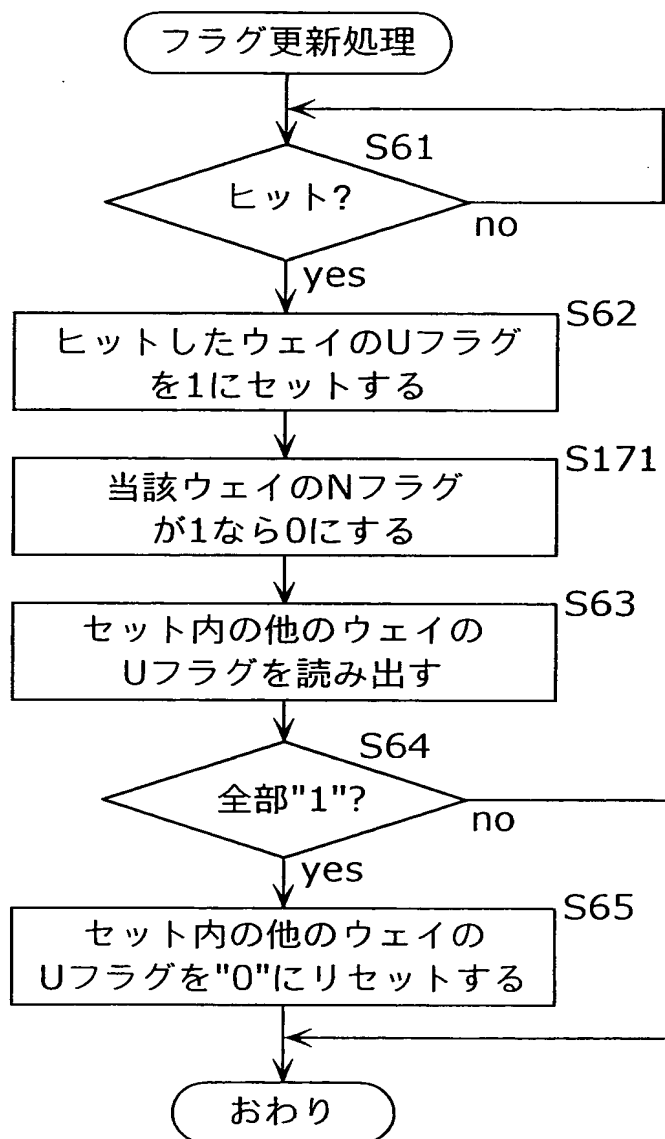 フラグ更新処理
S61
ヒット?
no
yes
S62
ヒットしたウェイのUフラグ
を1にセットする
S171
当該ウェイのNフラグ
が1なら0にする
S63
セット内の他のウェイの
Uフラグを読み出す
S64
全部"1"?
no
yes
S65
セット内の他のウェイの
Uフラグを"0"にリセットする
おわり